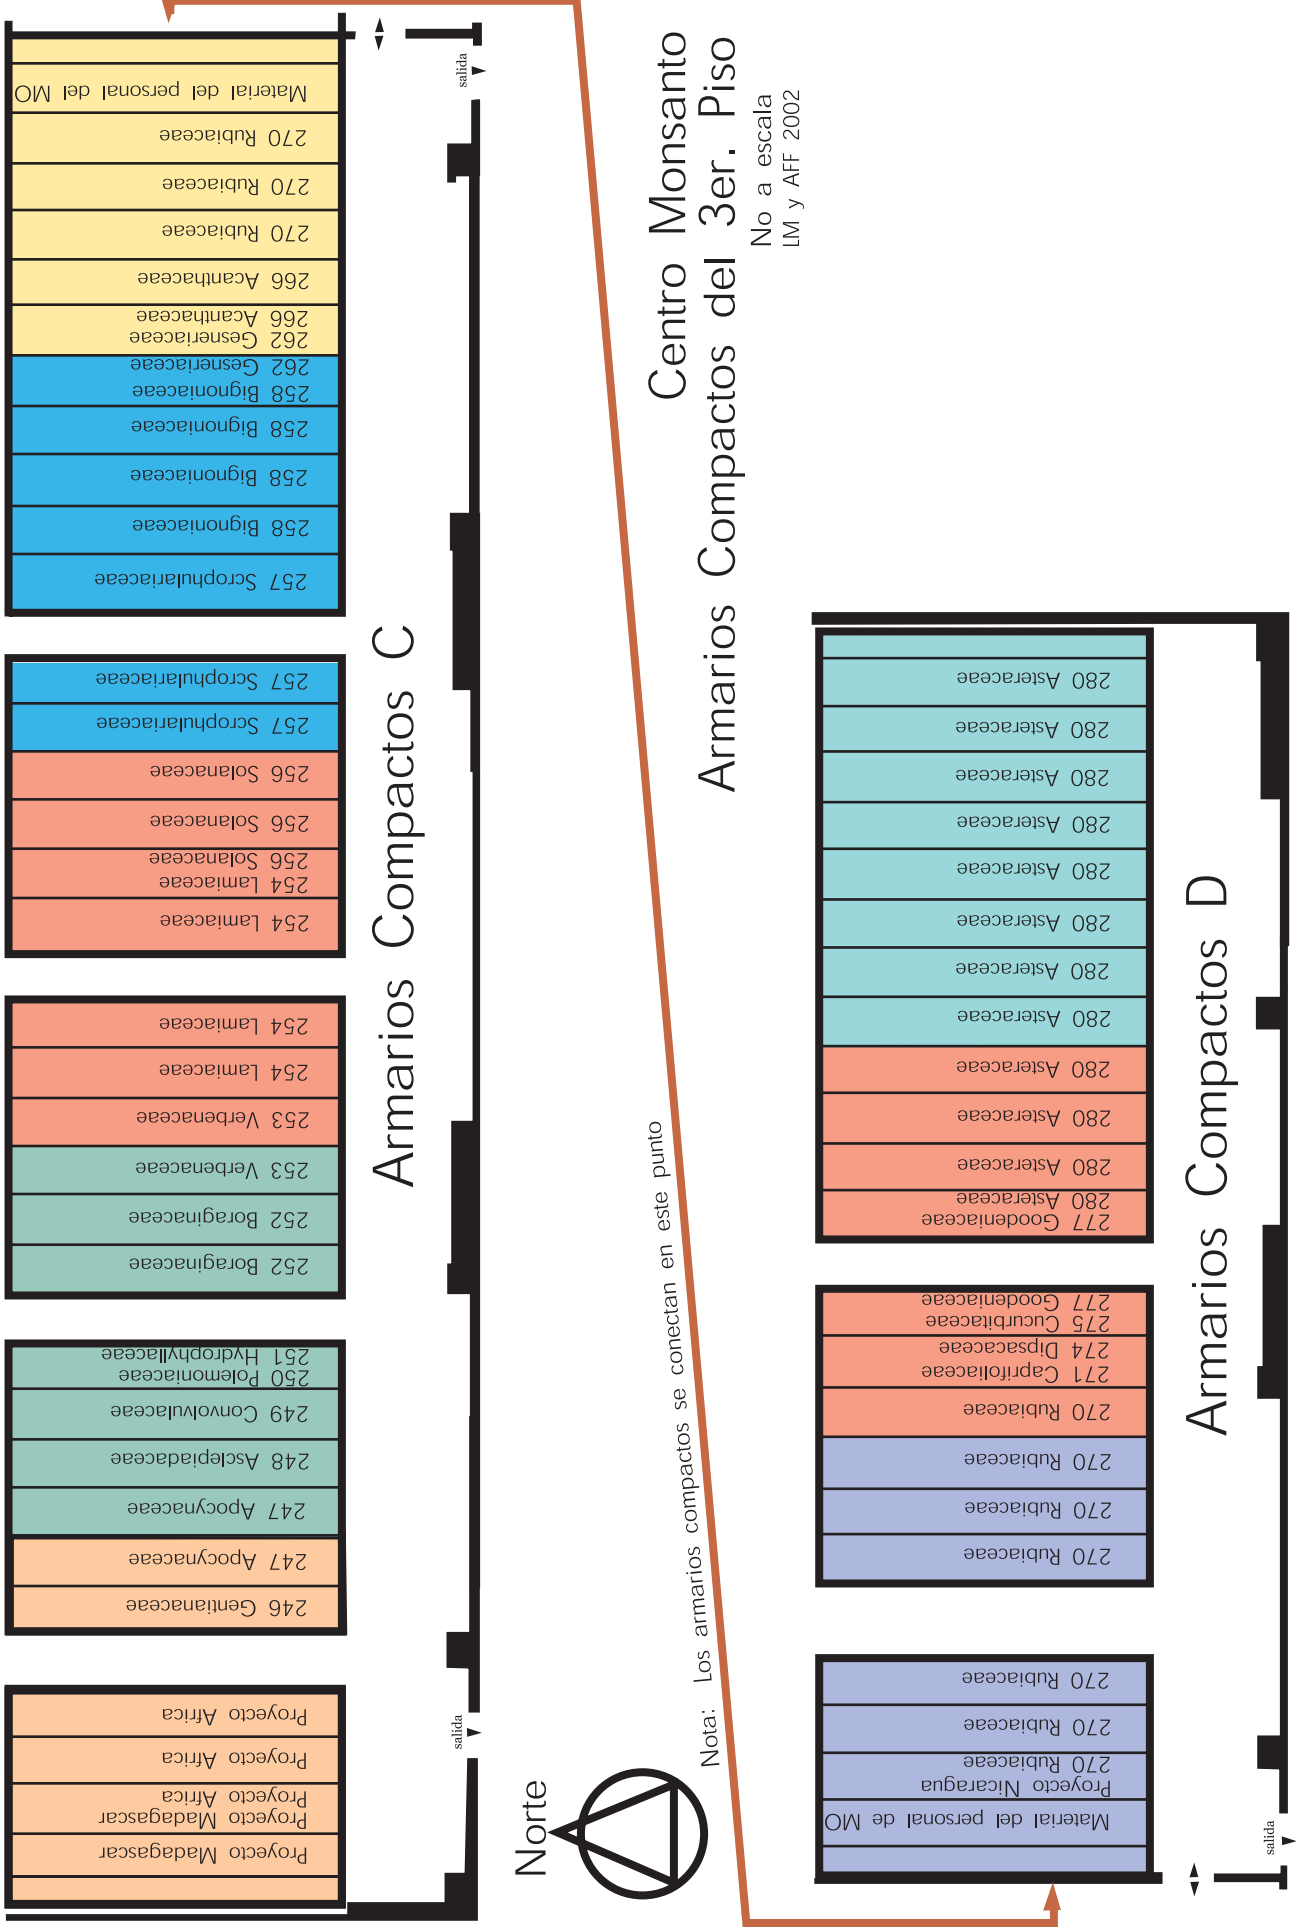 Centro Monsanto
Armarios Compactos del 3er. Piso
No a escala
LM y AFF 2002
Armarios Compactos C
salida
Material del personal del MO
270 Rubiaceae
270 Rubiaceae
270 Rubiaceae
266 Acanthaceae
266 Acanthaceae
262 Gesneriaceae
262 Gesneriaceae
258 Bignoniaceae
258 Bignoniaceae
258 Bignoniaceae
258 Bignoniaceae
257 Scrophulariaceae
257 Scrophulariaceae
257 Scrophulariaceae
256 Solanaceae
256 Solanaceae
256 Solanaceae
254 Lamiaceae
254 Lamiaceae
254 Lamiaceae
254 Lamiaceae
253 Verbenaceae
253 Verbenaceae
252 Boraginaceae
252 Boraginaceae
251 Hydrophyllaceae
250 Polemoniaceae
249 Convolvulaceae
248 Asclepiadaceae
247 Apocynaceae
247 Apocynaceae
246 Gentianaceae
Proyecto Africa
Proyecto Africa
Proyecto Africa
Proyecto Madagascar
Proyecto Madagascar
salida
Norte
Nota: Los armarios compactos se conectan en este punto
Armarios Compactos D
280 Asteraceae
280 Asteraceae
280 Asteraceae
280 Asteraceae
280 Asteraceae
280 Asteraceae
280 Asteraceae
280 Asteraceae
280 Asteraceae
280 Asteraceae
280 Asteraceae
280 Asteraceae
277 Goodeniaceae
277 Goodeniaceae
275 Cucurbitaceae
274 Dipsacaceae
271 Caprifoliaceae
270 Rubiaceae
270 Rubiaceae
270 Rubiaceae
270 Rubiaceae
270 Rubiaceae
270 Rubiaceae
270 Rubiaceae
Proyecto Nicaragua
Material del personal de MO
salida